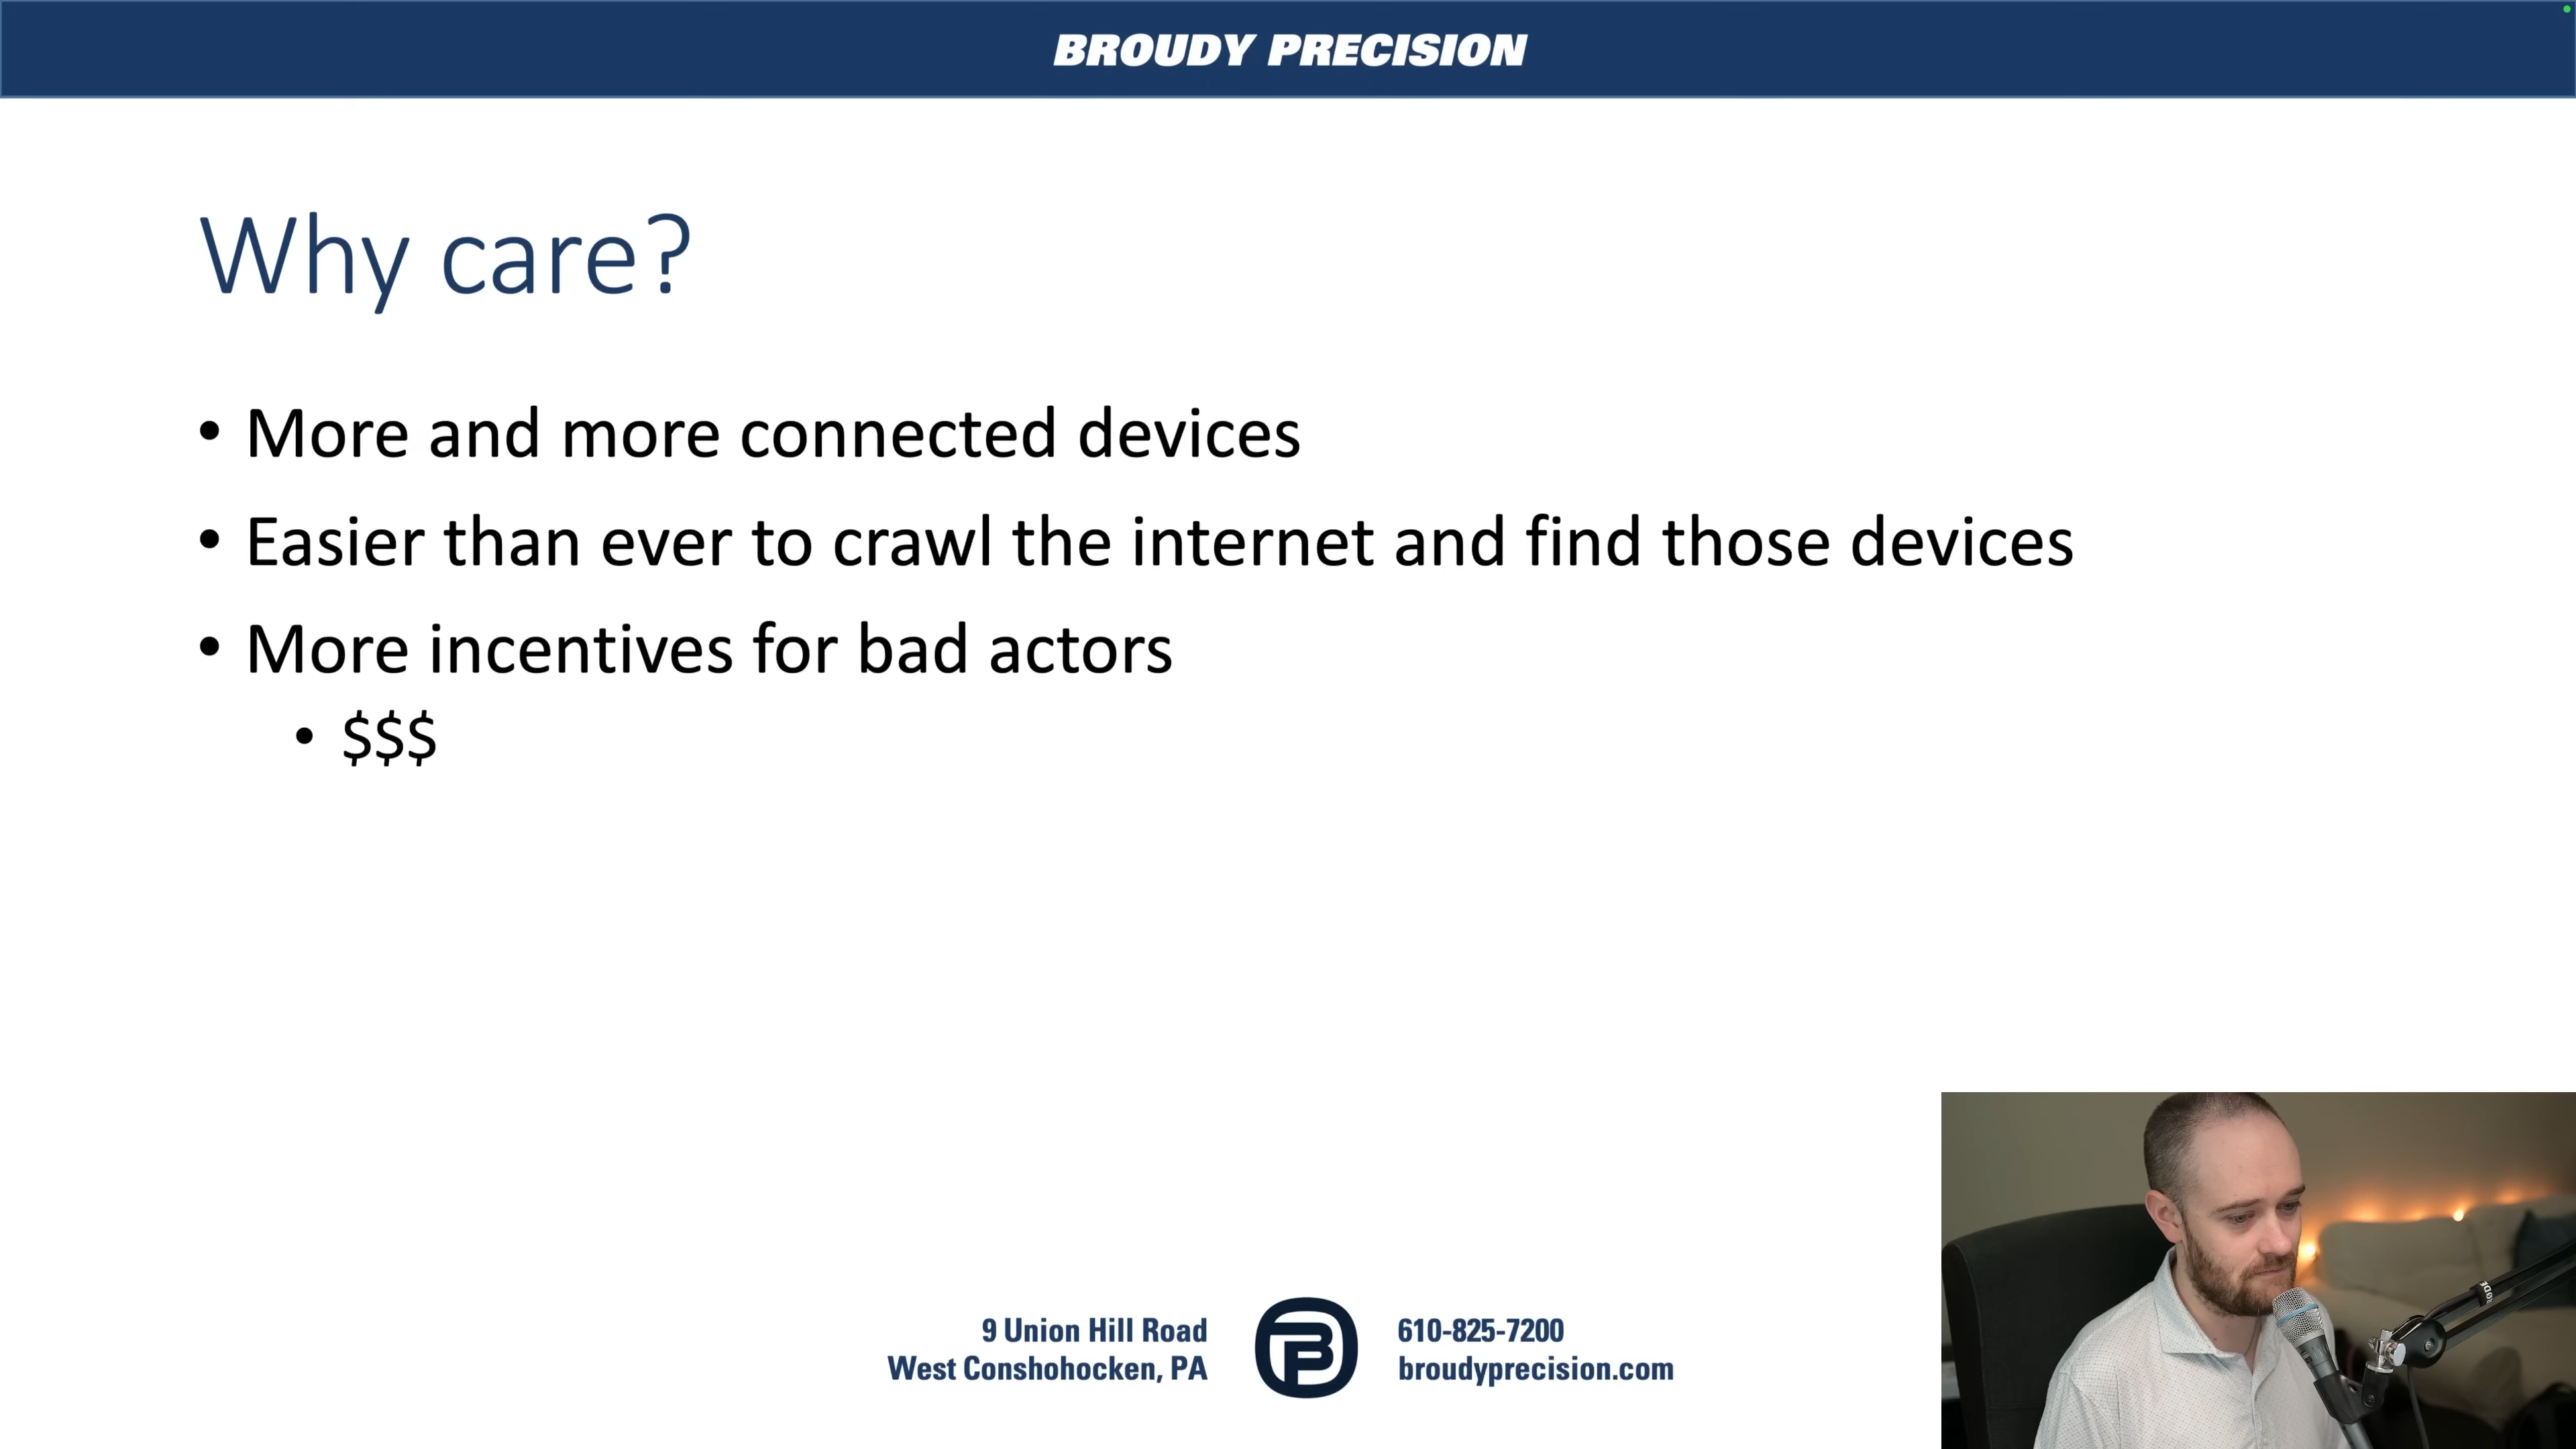 BROUDY PRECISION
Why care?
• More and more connected devices
• Easier than ever to crawl the internet and find those devices
• More incentives for bad actors
• $$$
9 Union Hill Road
West Conshohocken, PA
610-825-7200
broudyprecision.com
RODE